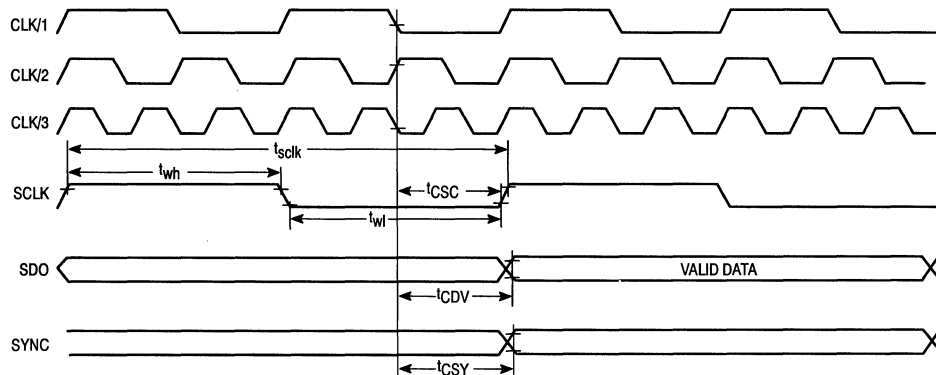 CLK/1
CLK/2
CLK/3
tsclk
twh
SCLK
tCSC
twl
SDO
VALID DATA
tCDV
SYNC
tCSY